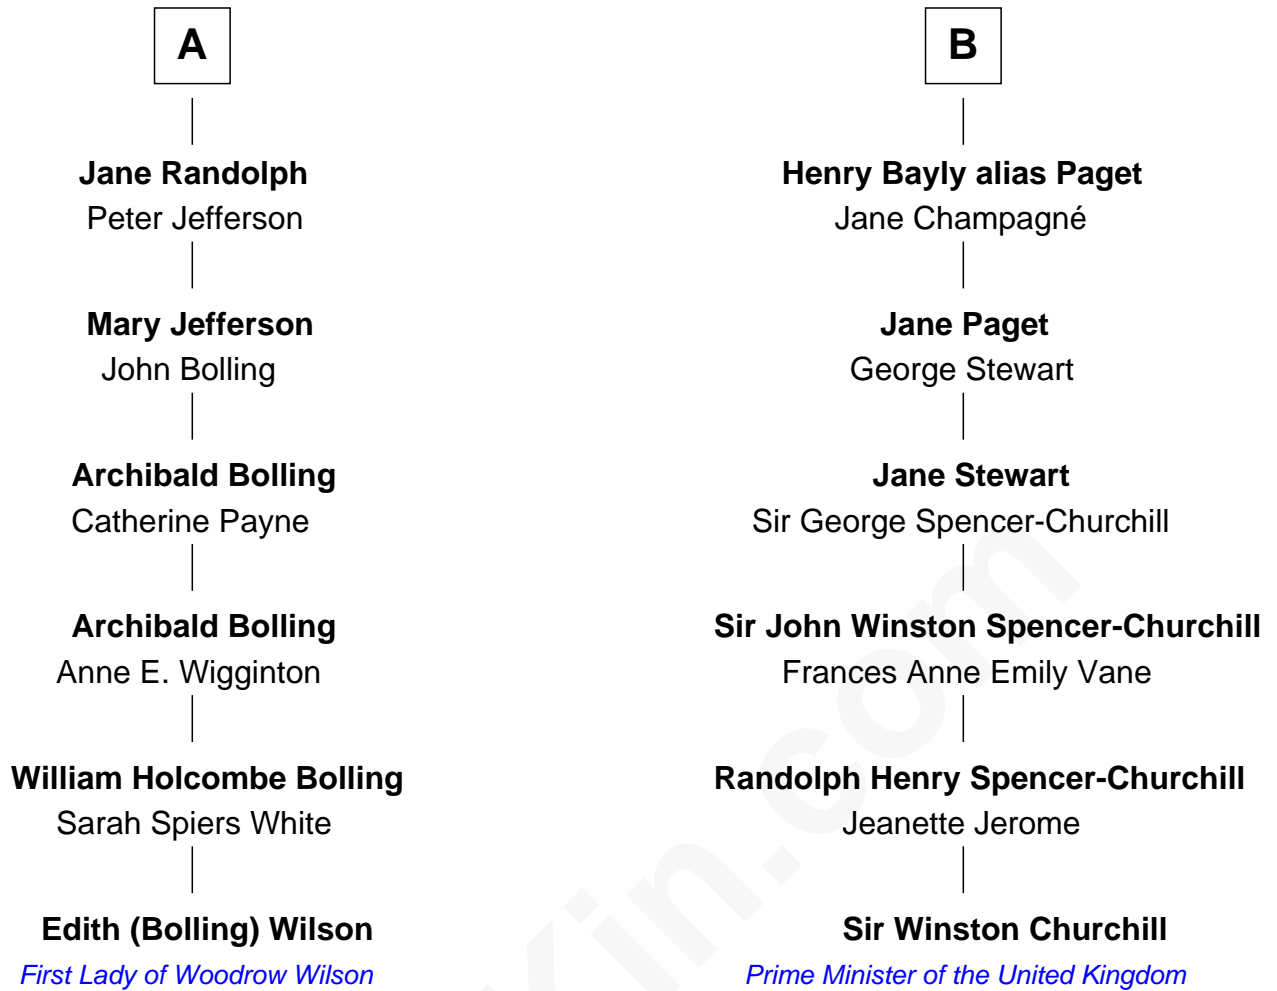 A
Jane Randolph
Peter Jefferson
Mary Jefferson
John Bolling
Archibald Bolling
Catherine Payne
Archibald Bolling
Anne E. Wigginton
William Holcombe Bolling
Sarah Spiers White
Edith (Bolling) Wilson
First Lady of Woodrow Wilson
B
Henry Bayly alias Paget
Jane Champagné
Jane Paget
George Stewart
Jane Stewart
Sir George Spencer-Churchill
Sir John Winston Spencer-Churchill
Frances Anne Emily Vane
Randolph Henry Spencer-Churchill
Jeanette Jerome
Sir Winston Churchill
Prime Minister of the United Kingdom